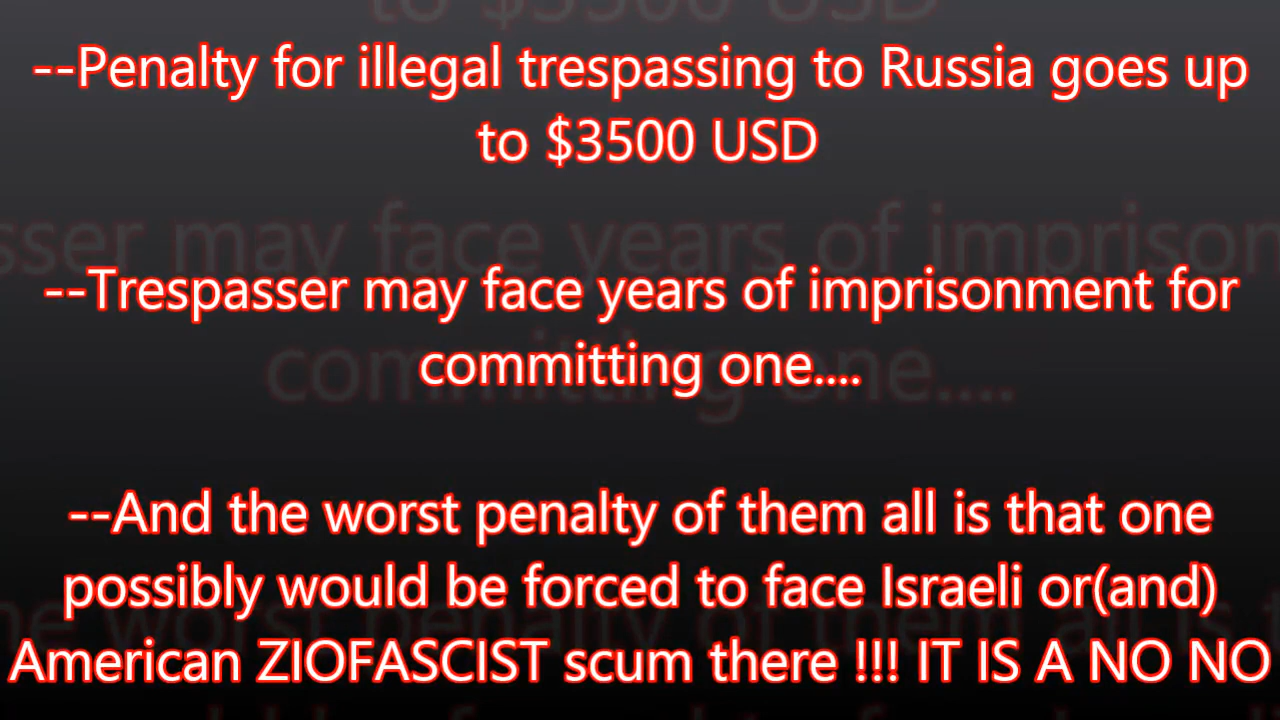 --Penalty for illegal trespassing to Russia goes up
to $3500 USD
--Trespasser may face years of imprisonment for
committing one....
--And the worst penalty of them all is that one
possibly would be forced to face Israeli or(and)
American ZIOFASCIST scum there !!! IT IS A NO NO